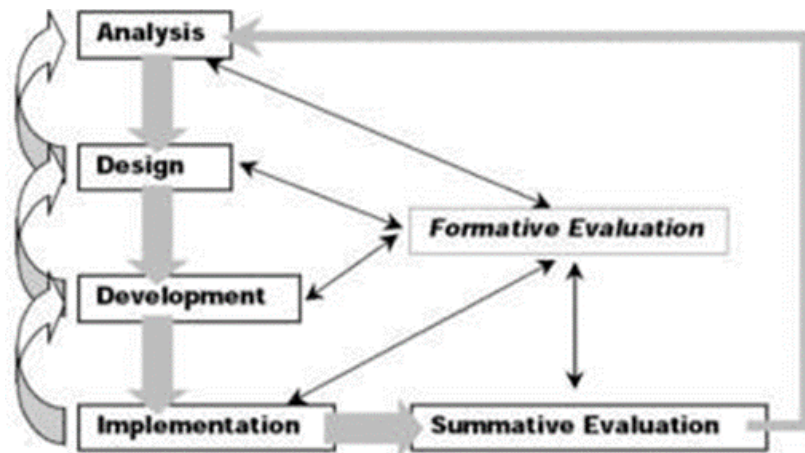 Analysis
Design
Formative Evaluation
Development
Implementation
Summative Evaluation